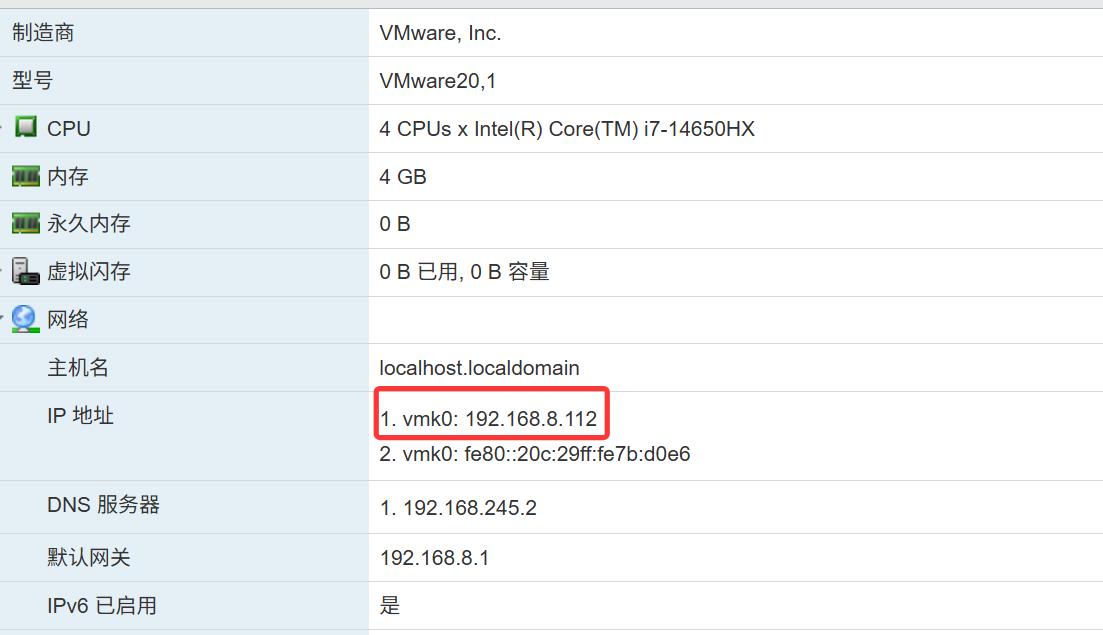 制造商 VMware, Inc.
型号 VMware20,1
CPU 4 CPUs x Intel(R) Core(TM) i7-14650HX
内存 4 GB
永久内存 0 B
虚拟闪存 0 B 已用, 0 B 容量
网络
主机名 localhost.localdomain
IP 地址 1. vmk0: 192.168.8.112
2. vmk0: fe80::20c:29ff:fe7b:d0e6
DNS 服务器 1. 192.168.245.2
默认网关 192.168.8.1
IPv6 已启用 是